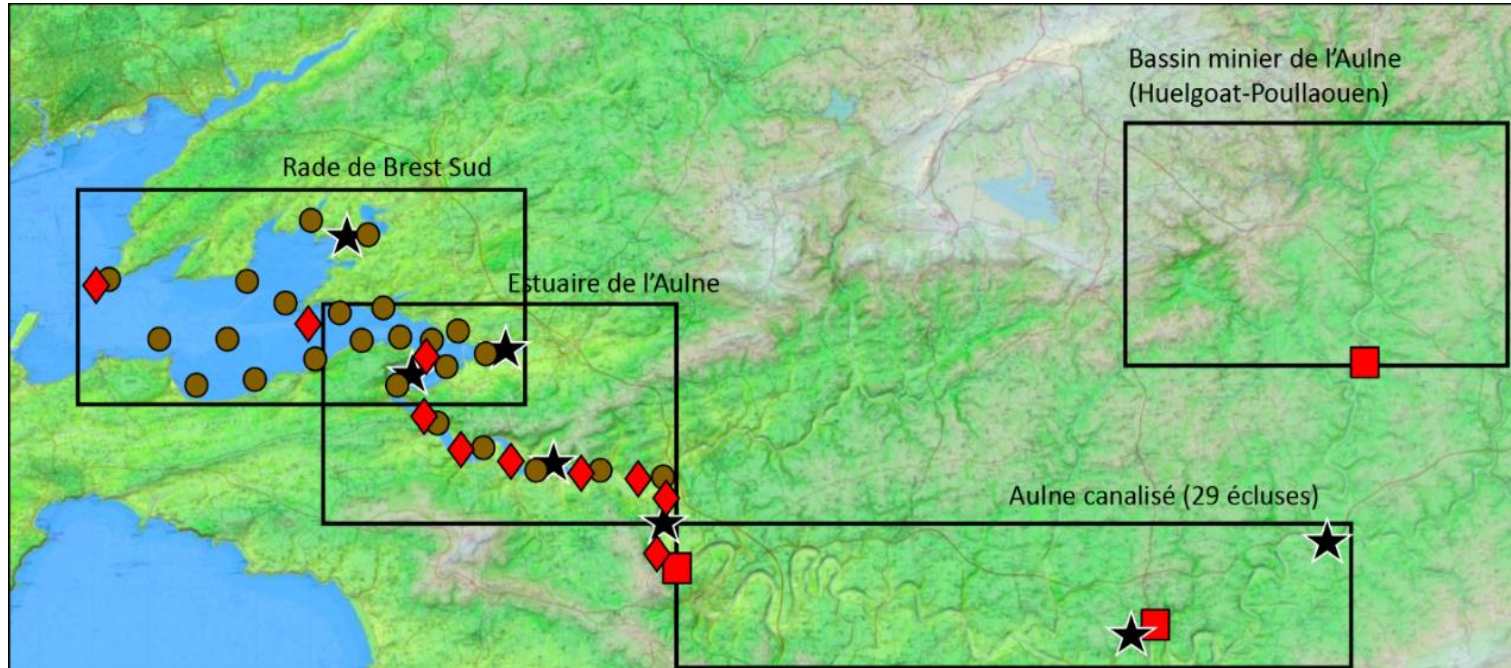 Bassin minier de l'Aulne
(Huelgoat-Poullaouen)
Rade de Brest Sud
Estuaire de l'Aulne
Aulne canalisé (29 écluses)